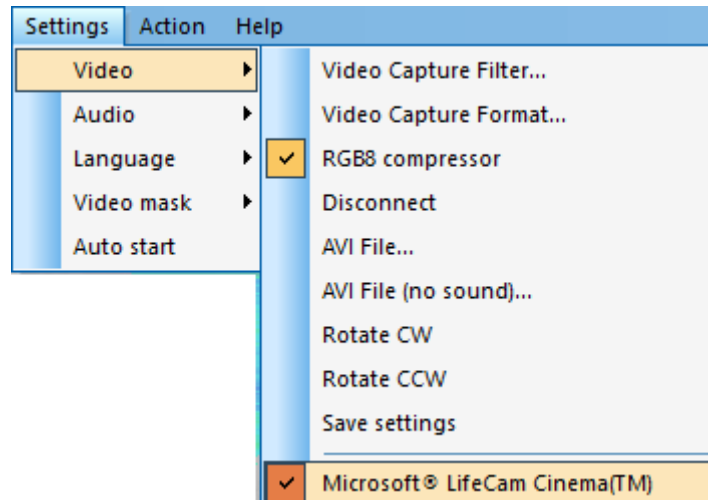 Settings Action Help
Video
Audio
Language
Video mask
Auto start
Video Capture Filter...
Video Capture Format...
RGB8 compressor
Disconnect
AVI File...
AVI File (no sound)...
Rotate CW
Rotate CCW
Save settings
Microsoft® LifeCam Cinema(TM)